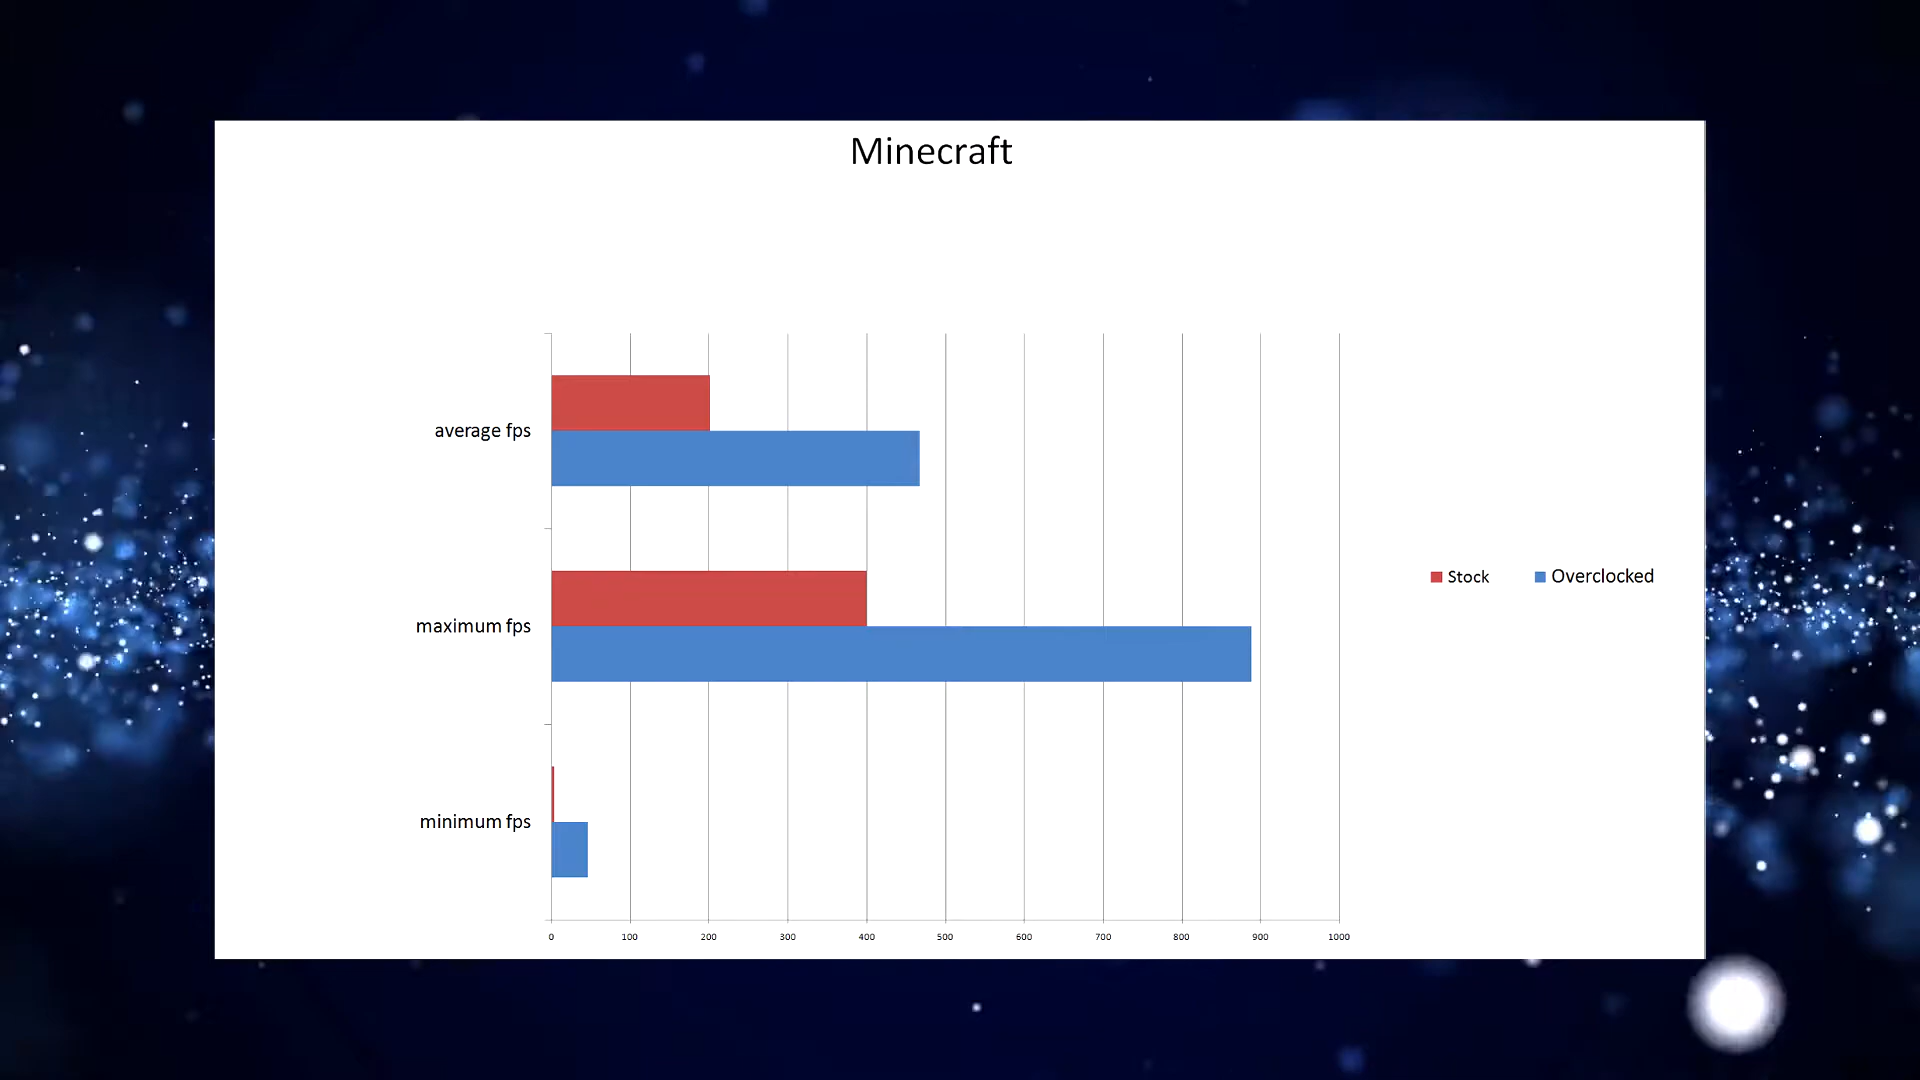 Minecraft
average fps
maximum fps
minimum fps
Stock Overclocked
0 100 200 300 400 500 600 700 800 900 1000